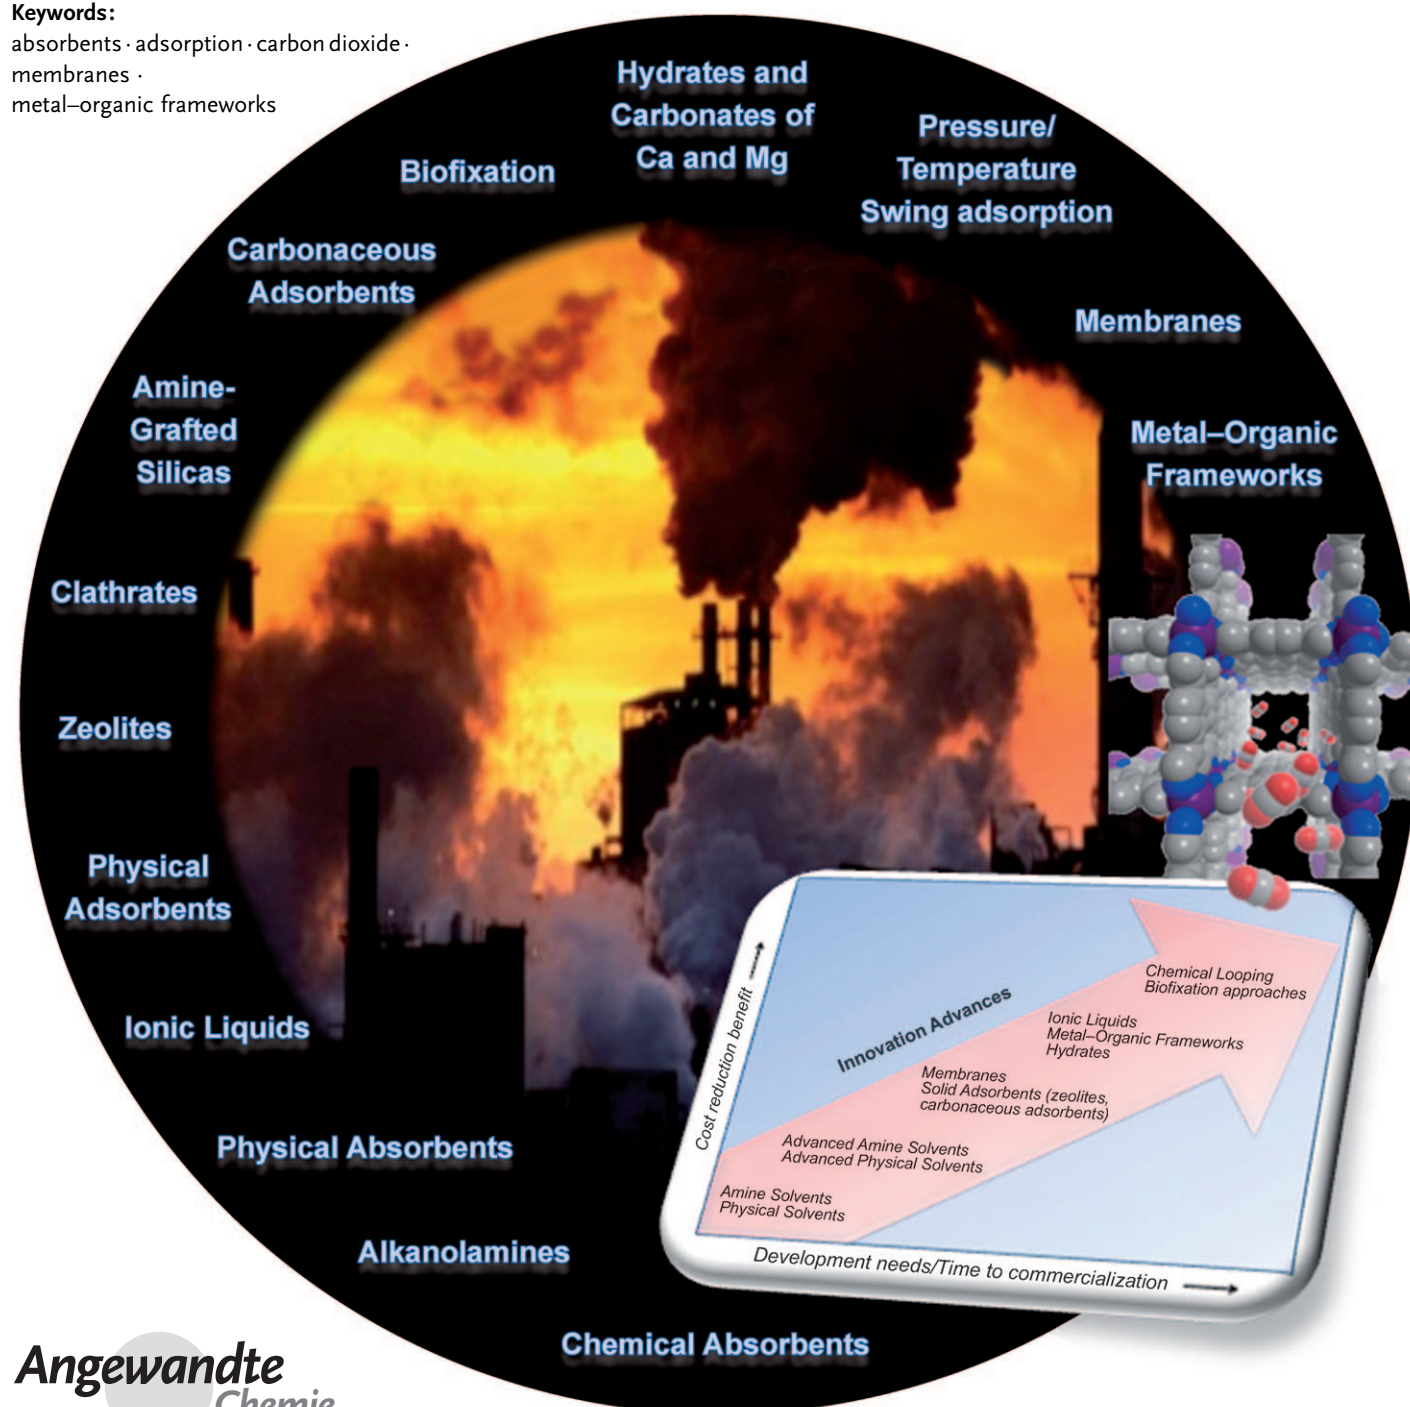 Keywords:
absorbents · adsorption · carbon dioxide ·
membranes ·
metal–organic frameworks
Hydrates and
Carbonates of
Ca and Mg
Pressure/
Temperature
Swing adsorption
Biofixation
Carbonaceous
Adsorbents
Membranes
Amine-
Grafted
Silicas
Metal–Organic
Frameworks
Clathrates
Zeolites
Physical
Adsorbents
Ionic Liquids
Physical Absorbents
Alkanolamines
Chemical Absorbents
Cost reduction benefit →
Innovation Advances
Chemical Looping
Biofixation approaches
Ionic Liquids
Metal–Organic Frameworks
Hydrates
Membranes
Solid Adsorbents (zeolites,
carbonaceous adsorbents)
Advanced Amine Solvents
Advanced Physical Solvents
Amine Solvents
Physical Solvents
Development needs/Time to commercialization →
Angewandte
Chemie